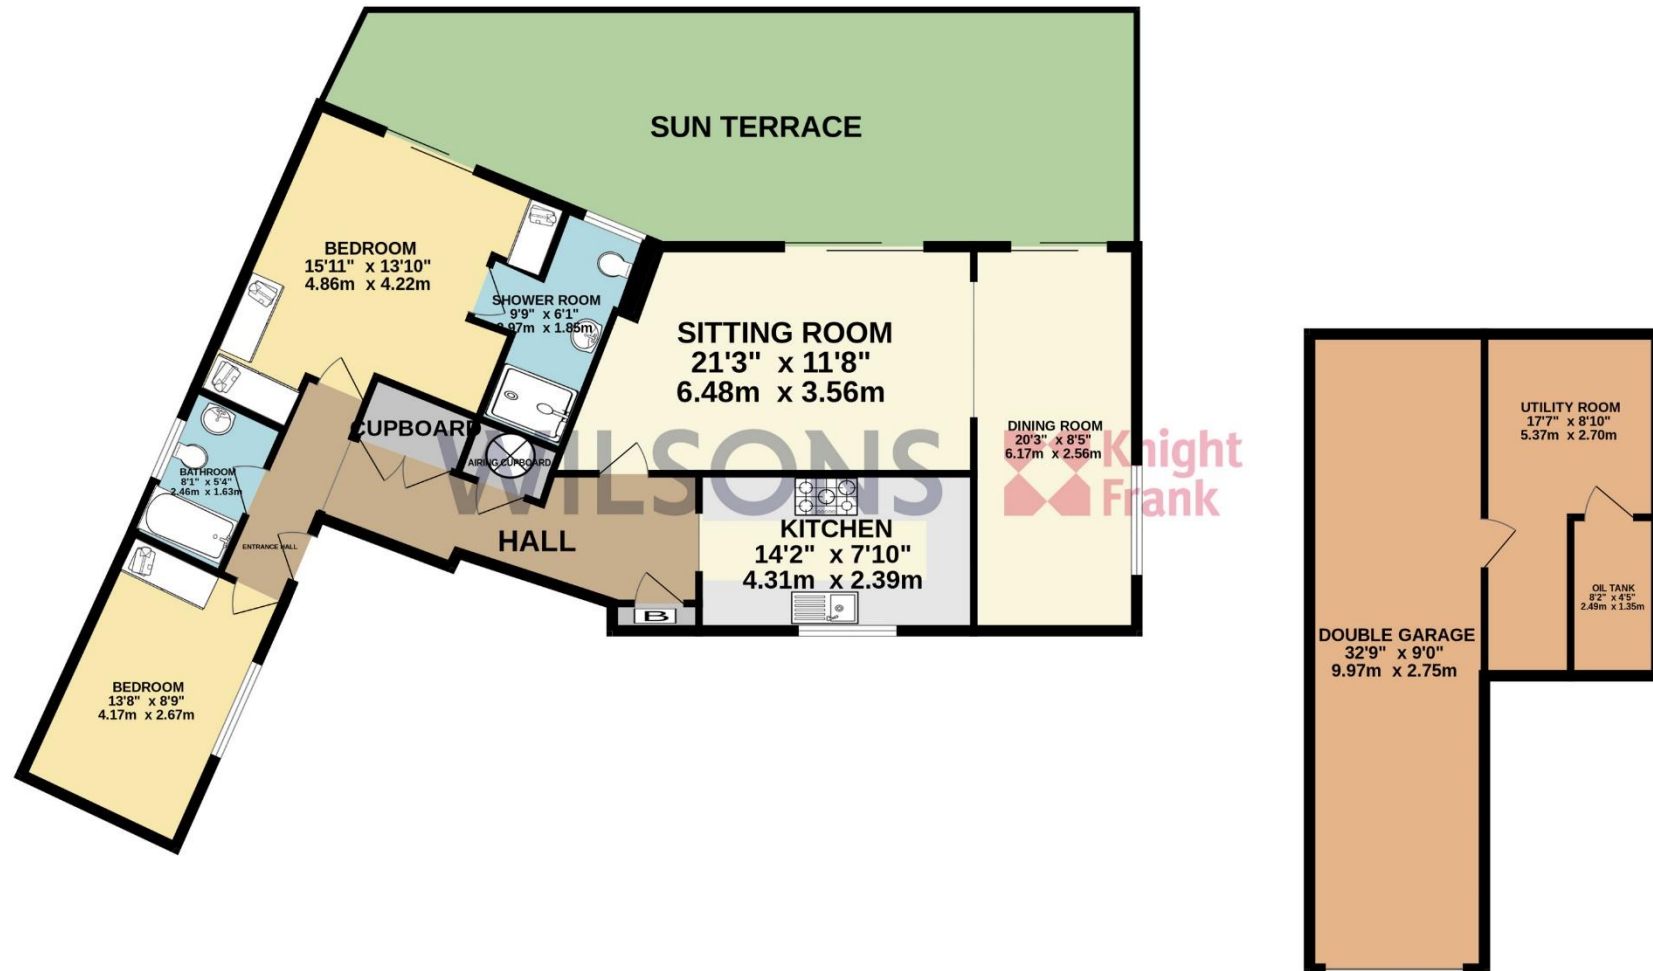 SUN TERRACE
BEDROOM
15'11" x 13'10"
4.86m x 4.22m
SHOWER ROOM
9'9" x 6'1"
2.97m x 1.85m
SITTING ROOM
21'3" x 11'8"
6.48m x 3.56m
DINING ROOM
20'3" x 8'5"
6.17m x 2.56m
CUPBOARD
AIRING CUPBOARD
WILSONS
Knight
Frank
BATHROOM
8'1" x 5'4"
2.46m x 1.63m
ENTRANCE HALL
HALL
KITCHEN
14'2" x 7'10"
4.31m x 2.39m
B
BEDROOM
13'8" x 8'9"
4.17m x 2.67m
UTILITY ROOM
17'7" x 8'10"
5.37m x 2.70m
OIL TANK
8'2" x 4'5"
2.49m x 1.35m
DOUBLE GARAGE
32'9" x 9'0"
9.97m x 2.75m